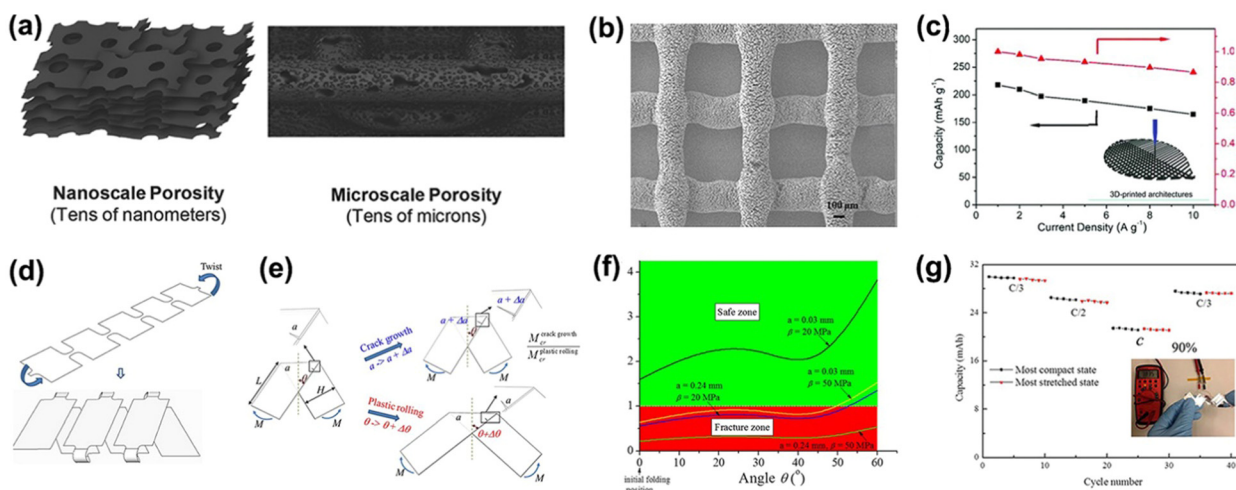 (a)
Nanoscale Porosity
(Tens of nanometers)
Microscale Porosity
(Tens of microns)
(b)
100 μm
(c)
300
250
200
150
100
50
0
Capacity (mAh g⁻¹)
1.0
0.8
0.6
0.4
0.2
0.0
3D-printed architectures
0 2 4 6 8 10
Current Density (A g⁻¹)
(d)
Twist
(e)
a
a
L
θ
H
M
M
Crack growth
a -> a + Δa
Plastic rolling
θ -> θ + Δθ
a + Δa
a + Δa
θ
M
M
M_cr^crack growth
M_cr^plastic rolling
a
a
θ+Δθ
M
M
(f)
4
3
2
1
0
Safe zone
a = 0.03 mm
β = 20 MPa
a = 0.03 mm
β = 50 MPa
a = 0.24 mm
β = 20 MPa
Fracture zone
a = 0.24 mm, β = 50 MPa
0 10 20 30 40 50 60
initial folding
position
Angle θ (°)
(g)
32
24
16
8
0
Capacity (mAh)
C/3
C/2
C
C/3
90%
Most compact state
Most stretched state
0 10 20 30 40
Cycle number